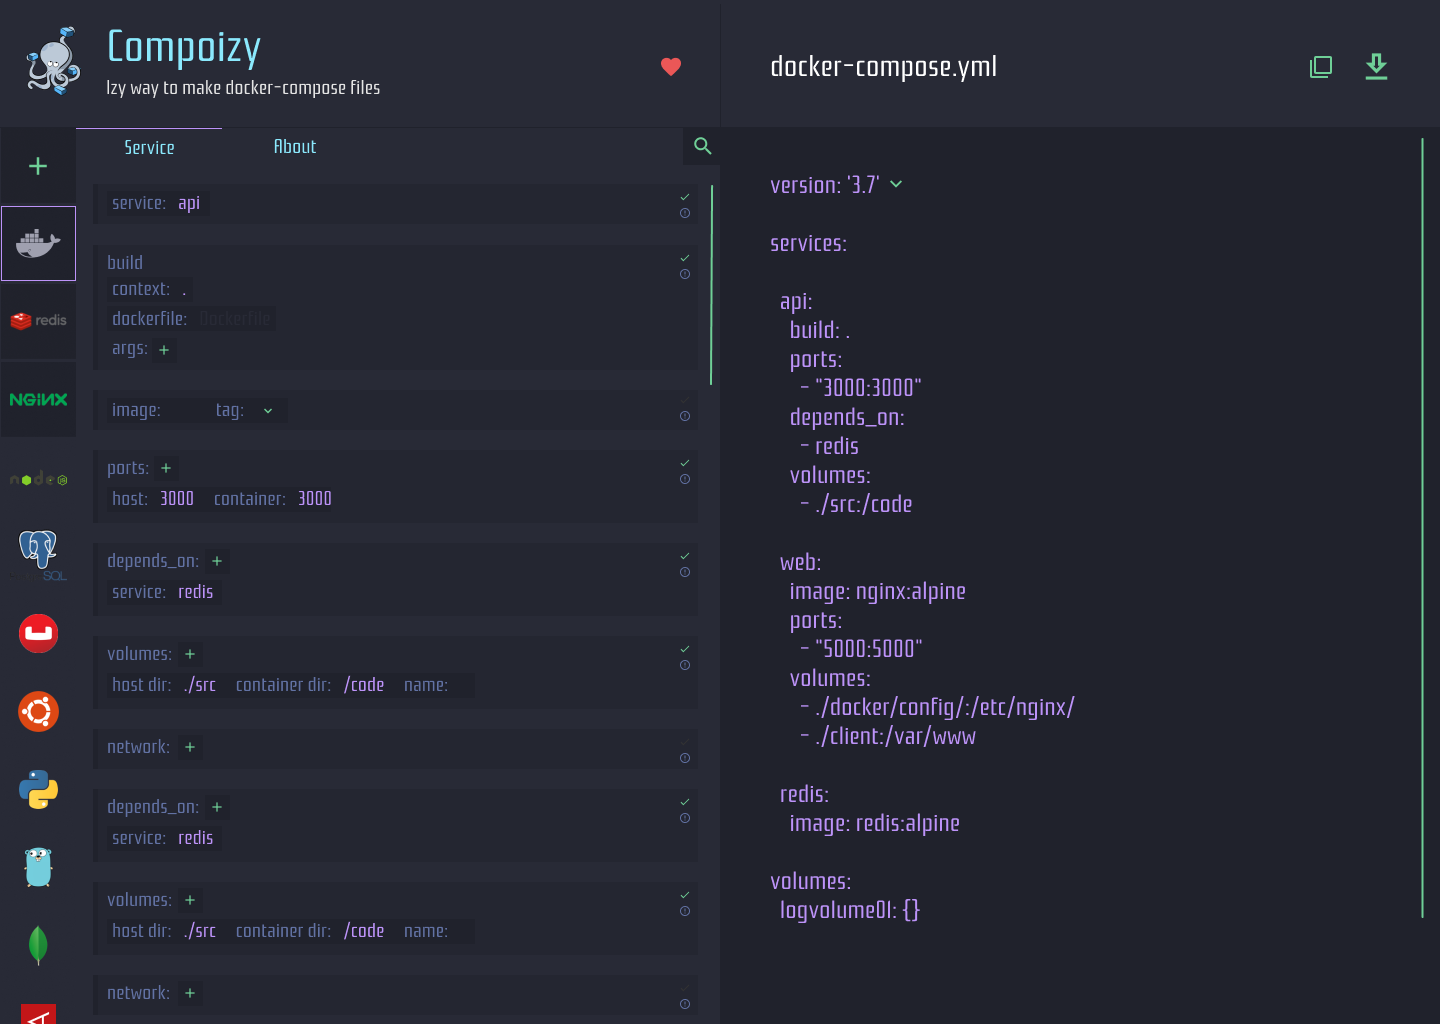 Compoizy
Izy way to make docker-compose files
Service
About
service: api
build
context: .
dockerfile: Dockerfile
args: +
image: tag:
ports: +
host: 3000 container: 3000
depends_on: +
service: redis
volumes: +
host dir: ./src container dir: /code name:
network: +
depends_on: +
service: redis
volumes: +
host dir: ./src container dir: /code name:
network: +
+
redis
NGINX
node
SQL
docker-compose.yml
version: '3.7'
services:
api:
build: .
ports:
- "3000:3000"
depends_on:
- redis
volumes:
- ./src:/code
web:
image: nginx:alpine
ports:
- "5000:5000"
volumes:
- ./docker/config/:/etc/nginx/
- ./client:/var/www
redis:
image: redis:alpine
volumes:
logvolume01: {}